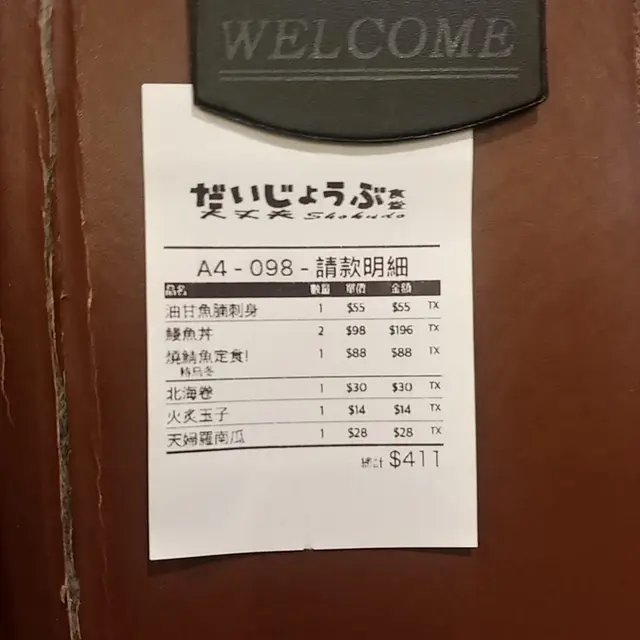 WELCOME
だいじょうぶ食堂
大丈夫 Shokudo
A4 - 098 - 請款明細
品名 數量 單價 金額
油甘魚腩刺身 1 $55 $55 TX
鰻魚丼 2 $98 $196 TX
燒鯖魚定食! 1 $88 $88 TX
北海卷 1 $30 $30 TX
火炙玉子 1 $14 $14 TX
天婦羅南瓜 1 $28 $28 TX
總計 $411